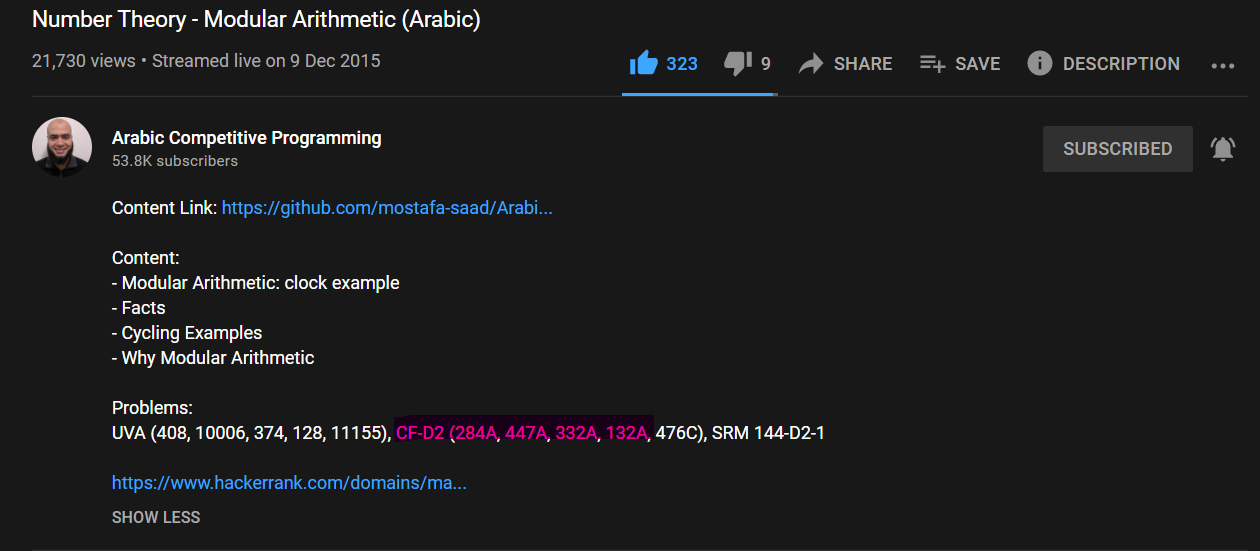 Number Theory - Modular Arithmetic (Arabic)
21,730 views • Streamed live on 9 Dec 2015
323 9 SHARE SAVE DESCRIPTION
Arabic Competitive Programming
53.8K subscribers
SUBSCRIBED
Content Link: https://github.com/mostafa-saad/Arabi...
Content:
- Modular Arithmetic: clock example
- Facts
- Cycling Examples
- Why Modular Arithmetic
Problems:
UVA (408, 10006, 374, 128, 11155), CF-D2 (284A, 447A, 332A, 132A, 476C), SRM 144-D2-1
https://www.hackerrank.com/domains/ma...
SHOW LESS